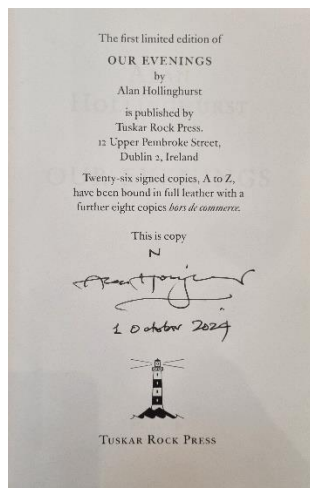 The first limited edition of
OUR EVENINGS
by
Alan Hollinghurst
is published by
Tuskar Rock Press.
12 Upper Pembroke Street,
Dublin 2, Ireland
Twenty-six signed copies, A to Z,
have been bound in full leather with a
further eight copies hors de commerce.
This is copy
N
Alan Hollinghurst
1 October 2024
TUSKAR ROCK PRESS